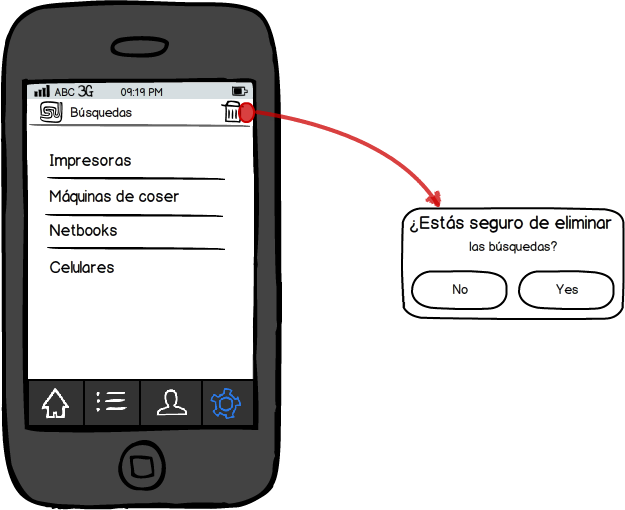 ABC 3G 09:19 PM
Búsquedas
Impresoras
Máquinas de coser
Netbooks
Celulares
¿Estás seguro de eliminar
las búsquedas?
No Yes